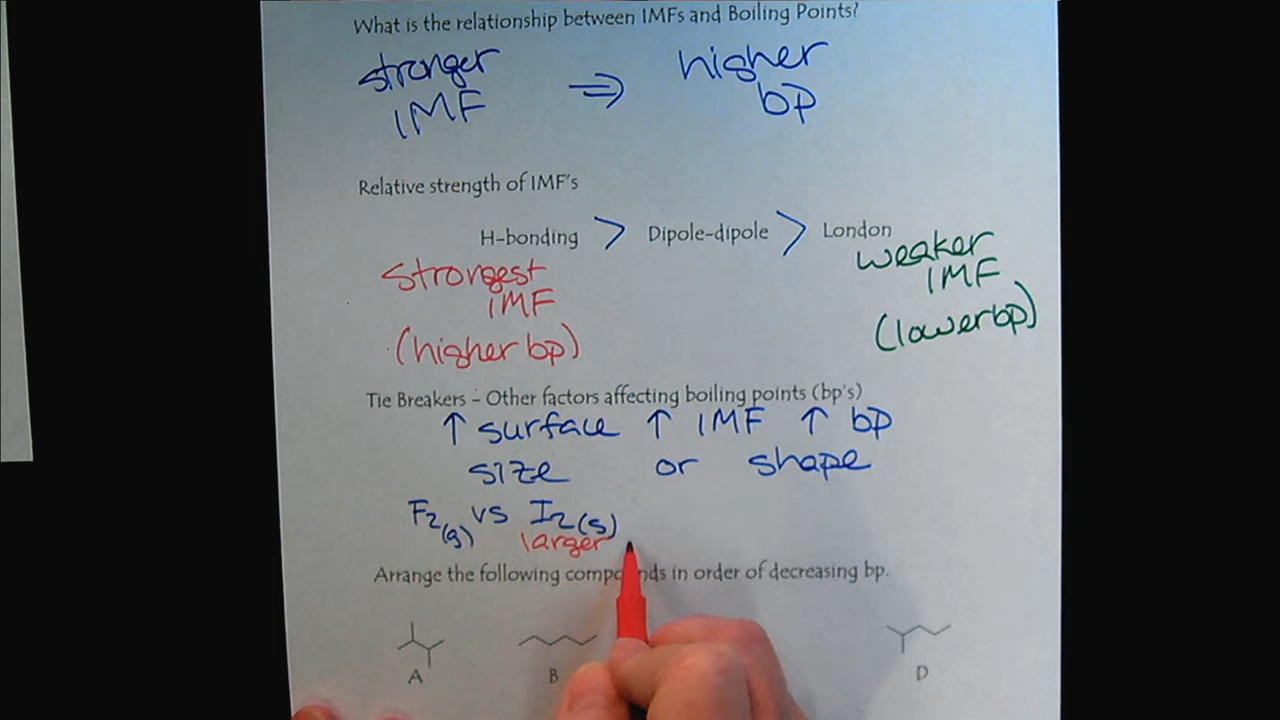 What is the relationship between IMFs and Boiling Points?
stronger IMF ⇒ higher bp
Relative strength of IMF's
H-bonding > Dipole-dipole > London
strongest IMF (higher bp)
weaker IMF (lower bp)
Tie Breakers - Other factors affecting boiling points (bp's)
↑ surface ↑ IMF ↑ bp
size or shape
F2(g) vs I2(s)
larger
Arrange the following compounds in order of decreasing bp.
A B D